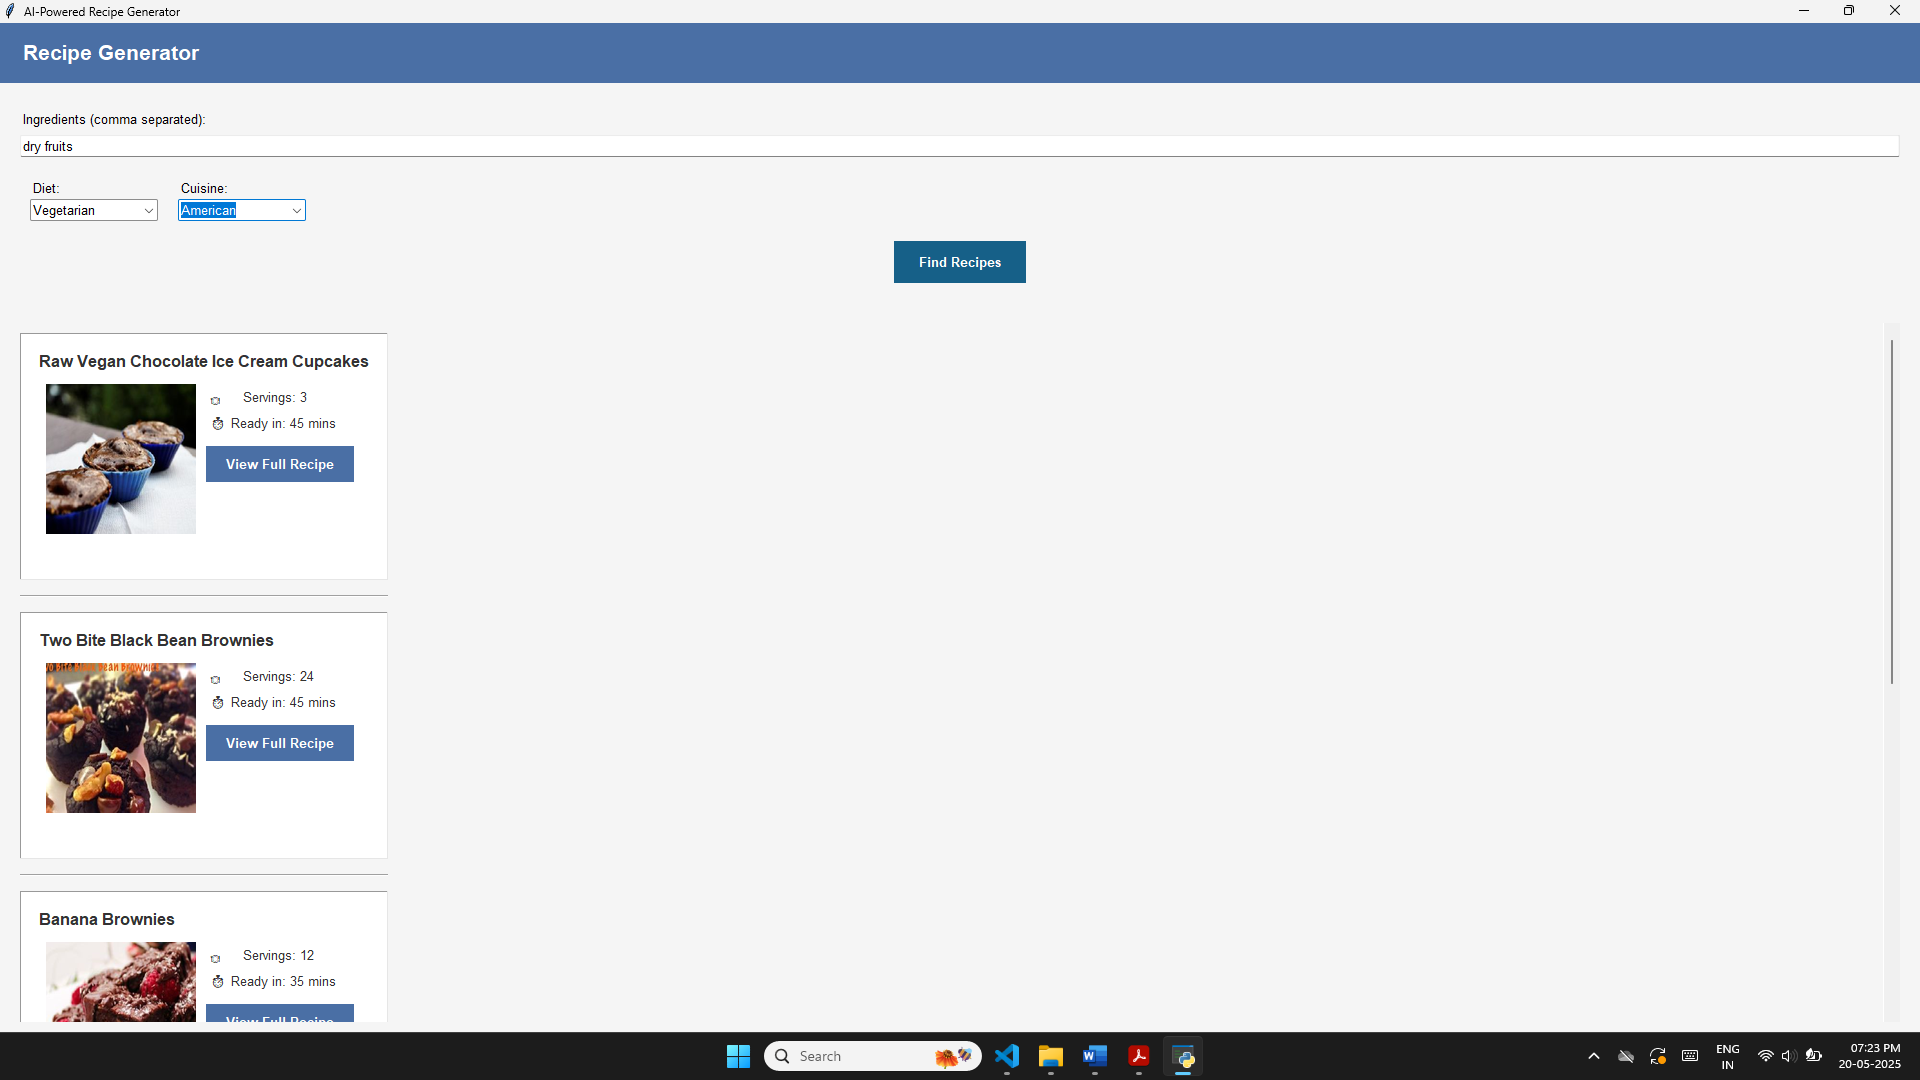 AI-Powered Recipe Generator
Recipe Generator
Ingredients (comma separated):
dry fruits
Diet: Cuisine:
Vegetarian American
Find Recipes
Raw Vegan Chocolate Ice Cream Cupcakes
Servings: 3
Ready in: 45 mins
View Full Recipe
Two Bite Black Bean Brownies
Servings: 24
Ready in: 45 mins
View Full Recipe
Banana Brownies
Servings: 12
Ready in: 35 mins
View Full Recipe
Search
ENG
IN
07:23 PM
20-05-2025